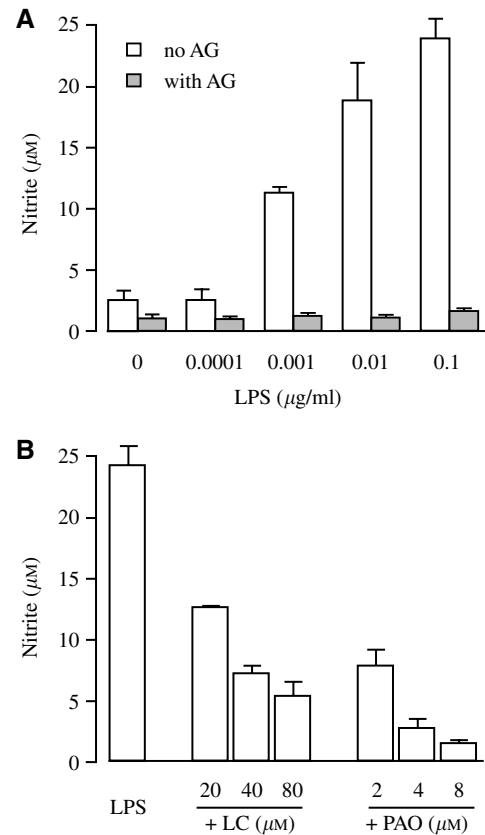 A
25
no AG
with AG
20
15
10
5
0
Nitrite (μM)
0 0.0001 0.001 0.01 0.1
LPS (μg/ml)
B
25
20
15
10
5
0
Nitrite (μM)
20 40 80 2 4 8
LPS + LC (μM) + PAO (μM)